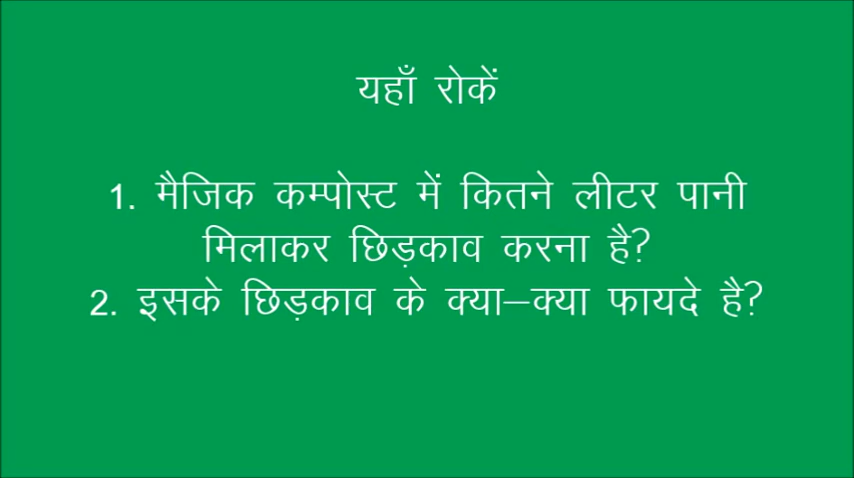 यहाँ रोकें
1. मैजिक कम्पोस्ट में कितने लीटर पानी
मिलाकर छिड़काव करना है?
2. इसके छिड़काव के क्या–क्या फायदे है?